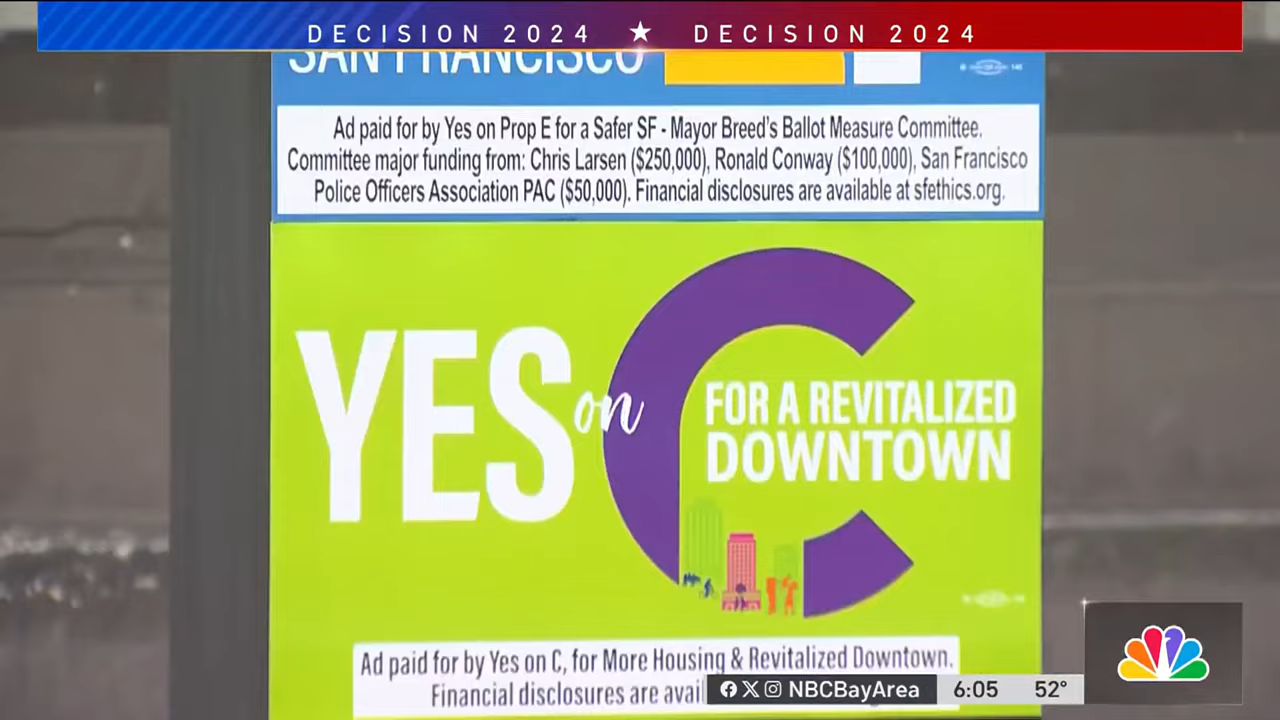 DECISION 2024 ★ DECISION 2024
SAN FRANCISCO
Ad paid for by Yes on Prop E for a Safer SF - Mayor Breed's Ballot Measure Committee.
Committee major funding from: Chris Larsen ($250,000), Ronald Conway ($100,000), San Francisco
Police Officers Association PAC ($50,000). Financial disclosures are available at sfethics.org.
YES on C
FOR A REVITALIZED
DOWNTOWN
Ad paid for by Yes on C, for More Housing & Revitalized Downtown.
Financial disclosures are avai
NBCBayArea 6:05 52°